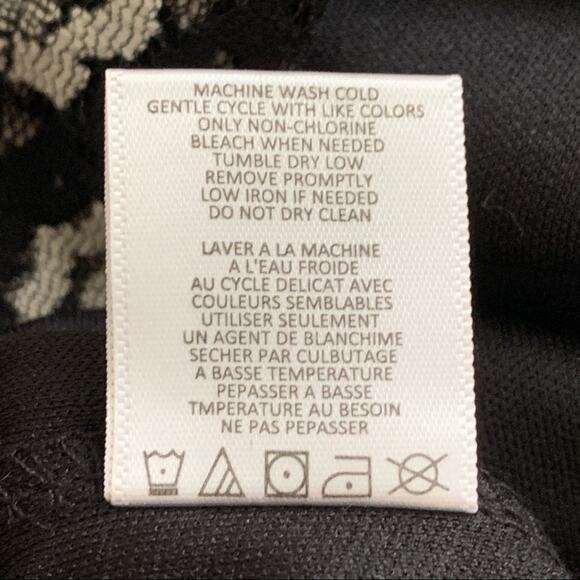 MACHINE WASH COLD
GENTLE CYCLE WITH LIKE COLORS
ONLY NON-CHLORINE
BLEACH WHEN NEEDED
TUMBLE DRY LOW
REMOVE PROMPTLY
LOW IRON IF NEEDED
DO NOT DRY CLEAN
LAVER A LA MACHINE
A L'EAU FROIDE
AU CYCLE DELICAT AVEC
COULEURS SEMBLABLES
UTILISER SEULEMENT
UN AGENT DE BLANCHIME
SECHER PAR CULBUTAGE
A BASSE TEMPERATURE
PEPASSER A BASSE
TMPERATURE AU BESOIN
NE PAS PEPASSER